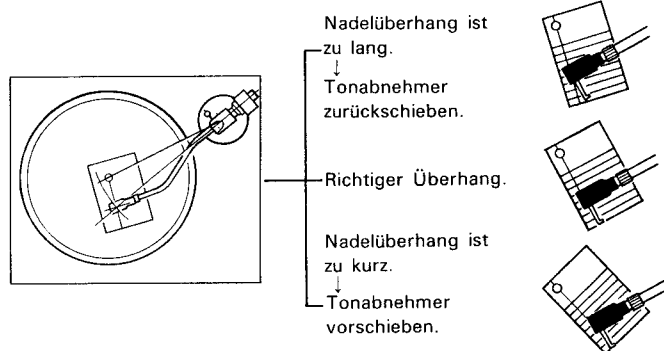 Nadelüberhang ist
zu lang.
↓
Tonabnehmer
zurückschieben.
Richtiger Überhang.
Nadelüberhang ist
zu kurz.
↓
Tonabnehmer
vorschieben.